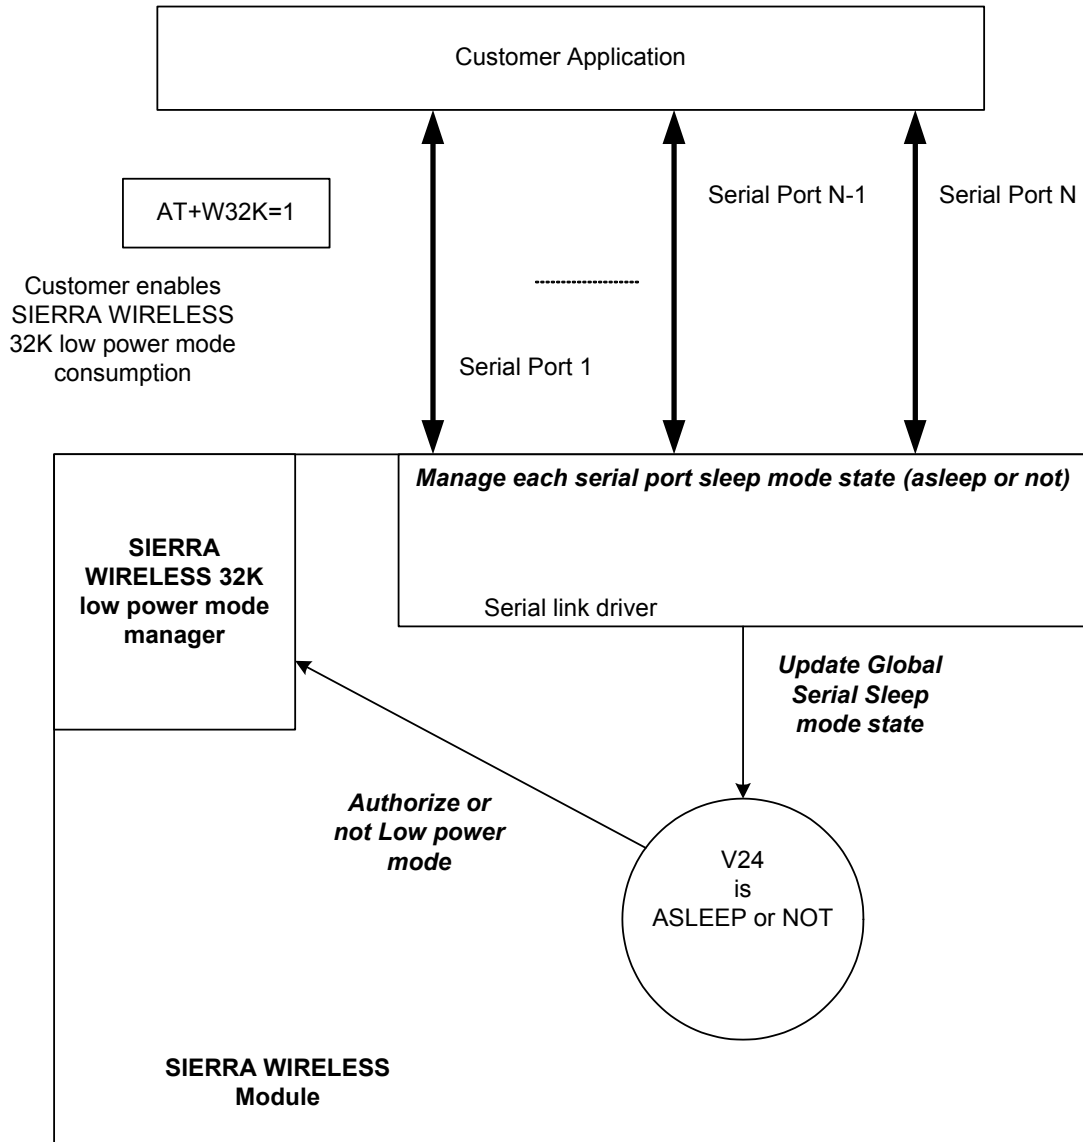 Customer Application
Serial Port N-1
Serial Port N
AT+W32K=1
Customer enables
SIERRA WIRELESS
32K low power mode
consumption
Serial Port 1
Manage each serial port sleep mode state (asleep or not)
SIERRA
WIRELESS 32K
low power mode
manager
Serial link driver
Update Global
Serial Sleep
mode state
Authorize or
not Low power
mode
V24
is
ASLEEP or NOT
SIERRA WIRELESS
Module